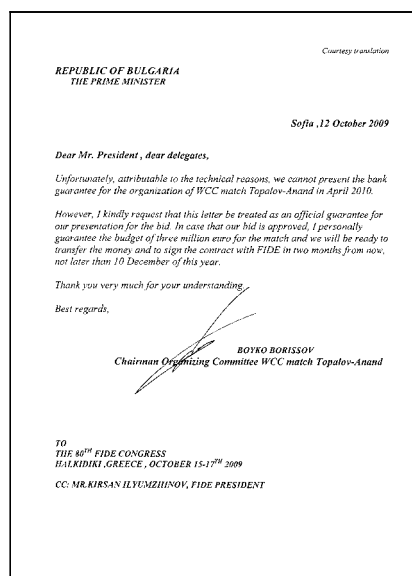 Courtesy translation
REPUBLIC OF BULGARIA
THE PRIME MINISTER
Sofia ,12 October 2009
Dear Mr. President , dear delegates,
Unfortunately, attributable to the technical reasons, we cannot present the bank
guarantee for the organization of WCC match Topalov-Anand in April 2010.
However, I kindly request that this letter be treated as an official guarantee for
our presentation for the bid. In case that our bid is approved, I personally
guarantee the budget of three million euro for the match and we will be ready to
transfer the money and to sign the contract with FIDE in two months from now,
not later than 10 December of this year.
Thank you very much for your understanding.
Best regards,
BOYKO BORISSOV
Chairman Organizing Committee WCC match Topalov-Anand
TO
THE 80TH FIDE CONGRESS
HALKIDIKI ,GREECE , OCTOBER 15-17TH 2009
CC: MR.KIRSAN ILYUMZHINOV, FIDE PRESIDENT